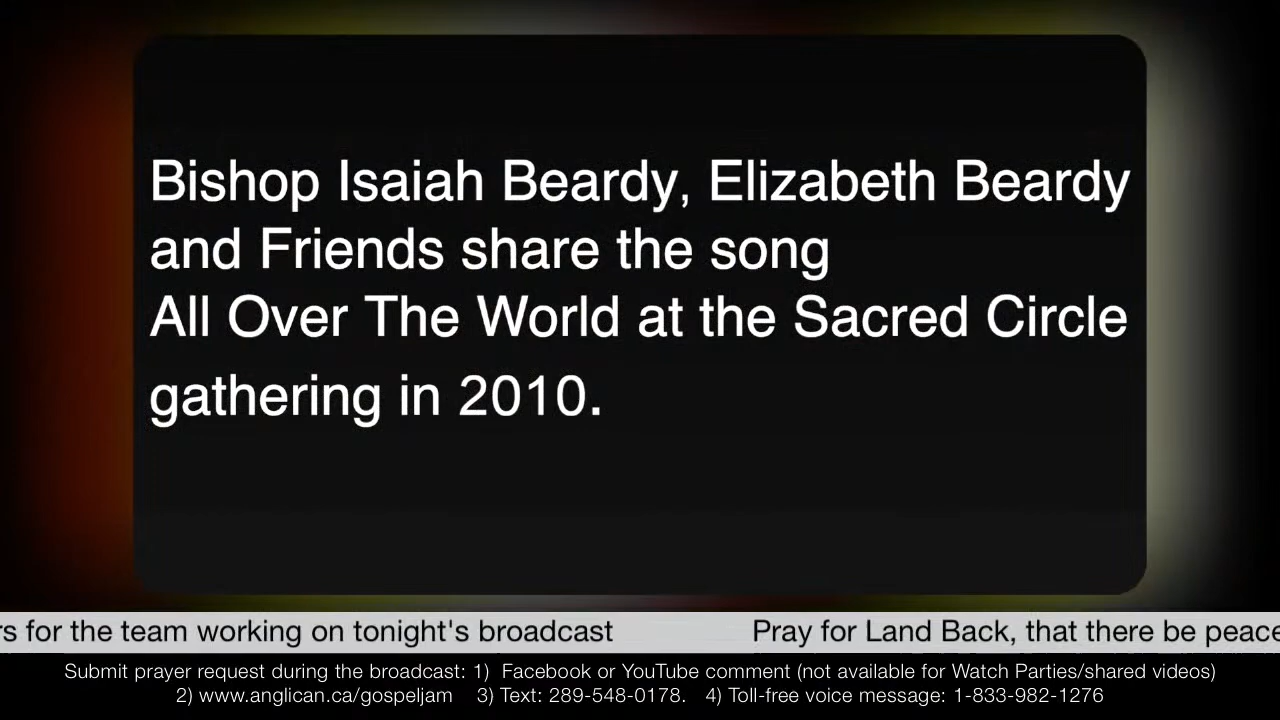 Bishop Isaiah Beardy, Elizabeth Beardy
and Friends share the song
All Over The World at the Sacred Circle
gathering in 2010.
rs for the team working on tonight's broadcast Pray for Land Back, that there be peace
Submit prayer request during the broadcast: 1) Facebook or YouTube comment (not available for Watch Parties/shared videos)
2) www.anglican.ca/gospeljam 3) Text: 289-548-0178. 4) Toll-free voice message: 1-833-982-1276